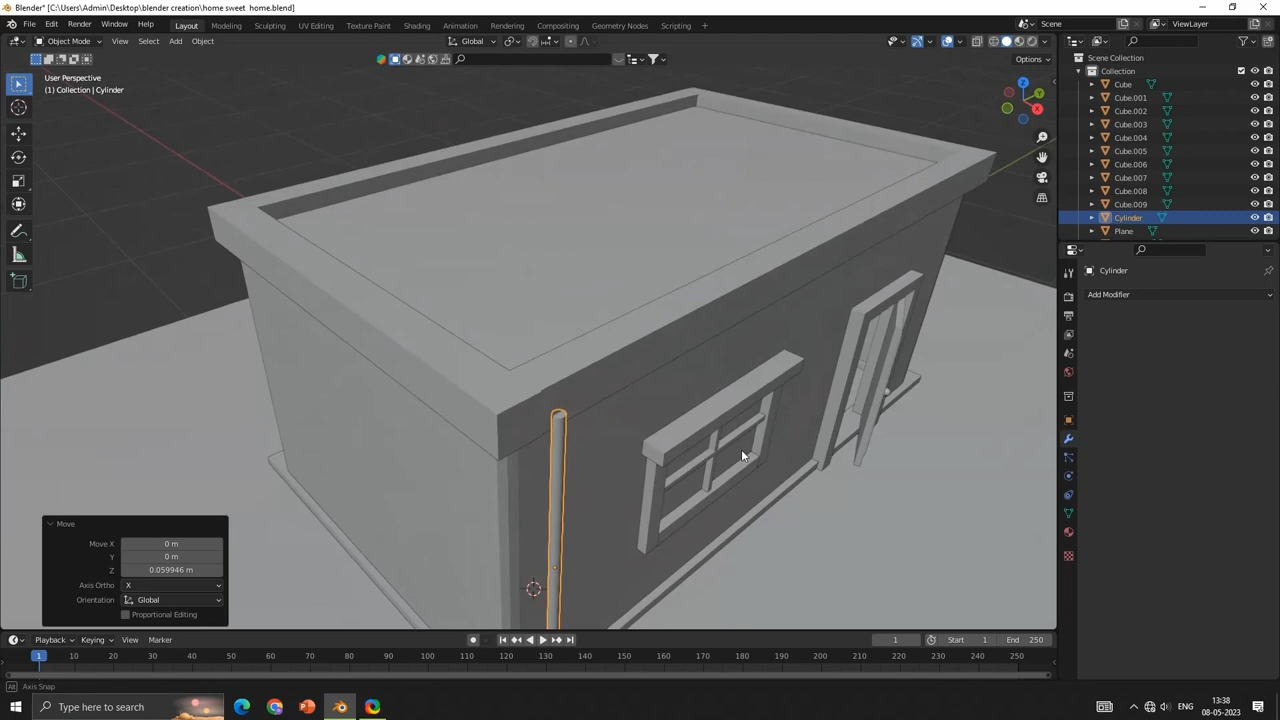 Blender* [C:\Users\Admin\Desktop\blender creation\home sweet  home.blend]
File Edit Render Window Help Layout Modeling Sculpting UV Editing Texture Paint Shading Animation Rendering Compositing Geometry Nodes Scripting + Scene ViewLayer
Object Mode View Select Add Object Global
Options
User Perspective
(1) Collection | Cylinder
Z
Y
X
Scene Collection
Collection
Cube
Cube.001
Cube.002
Cube.003
Cube.004
Cube.005
Cube.006
Cube.007
Cube.008
Cube.009
Cylinder
Plane
Cylinder
Add Modifier
Move
Move X 0 m
Y 0 m
Z 0.059946 m
Axis Ortho X
Orientation Global
Proportional Editing
Playback Keying View Marker 1 Start 1 End 250
1 10 20 30 40 50 60 70 80 90 100 110 120 130 140 150 160 170 180 190 200 210 220 230 240 250
Alt Axis Snap
Type here to search
ENG
13:38
08-05-2023